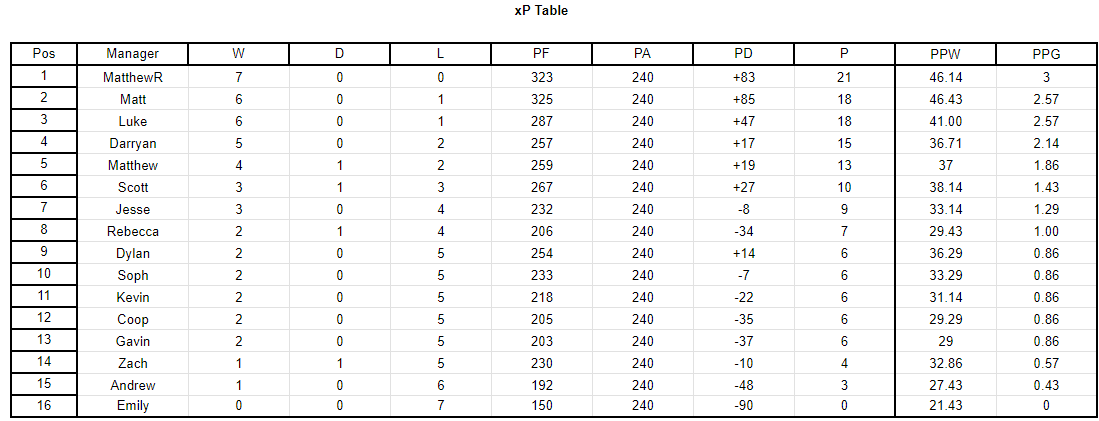 xP Table
Pos Manager W D L PF PA PD P PPW PPG
1 MatthewR 7 0 0 323 240 +83 21 46.14 3
2 Matt 6 0 1 325 240 +85 18 46.43 2.57
3 Luke 6 0 1 287 240 +47 18 41.00 2.57
4 Darryan 5 0 2 257 240 +17 15 36.71 2.14
5 Matthew 4 1 2 259 240 +19 13 37 1.86
6 Scott 3 1 3 267 240 +27 10 38.14 1.43
7 Jesse 3 0 4 232 240 -8 9 33.14 1.29
8 Rebecca 2 1 4 206 240 -34 7 29.43 1.00
9 Dylan 2 0 5 254 240 +14 6 36.29 0.86
10 Soph 2 0 5 233 240 -7 6 33.29 0.86
11 Kevin 2 0 5 218 240 -22 6 31.14 0.86
12 Coop 2 0 5 205 240 -35 6 29.29 0.86
13 Gavin 2 0 5 203 240 -37 6 29 0.86
14 Zach 1 1 5 230 240 -10 4 32.86 0.57
15 Andrew 1 0 6 192 240 -48 3 27.43 0.43
16 Emily 0 0 7 150 240 -90 0 21.43 0